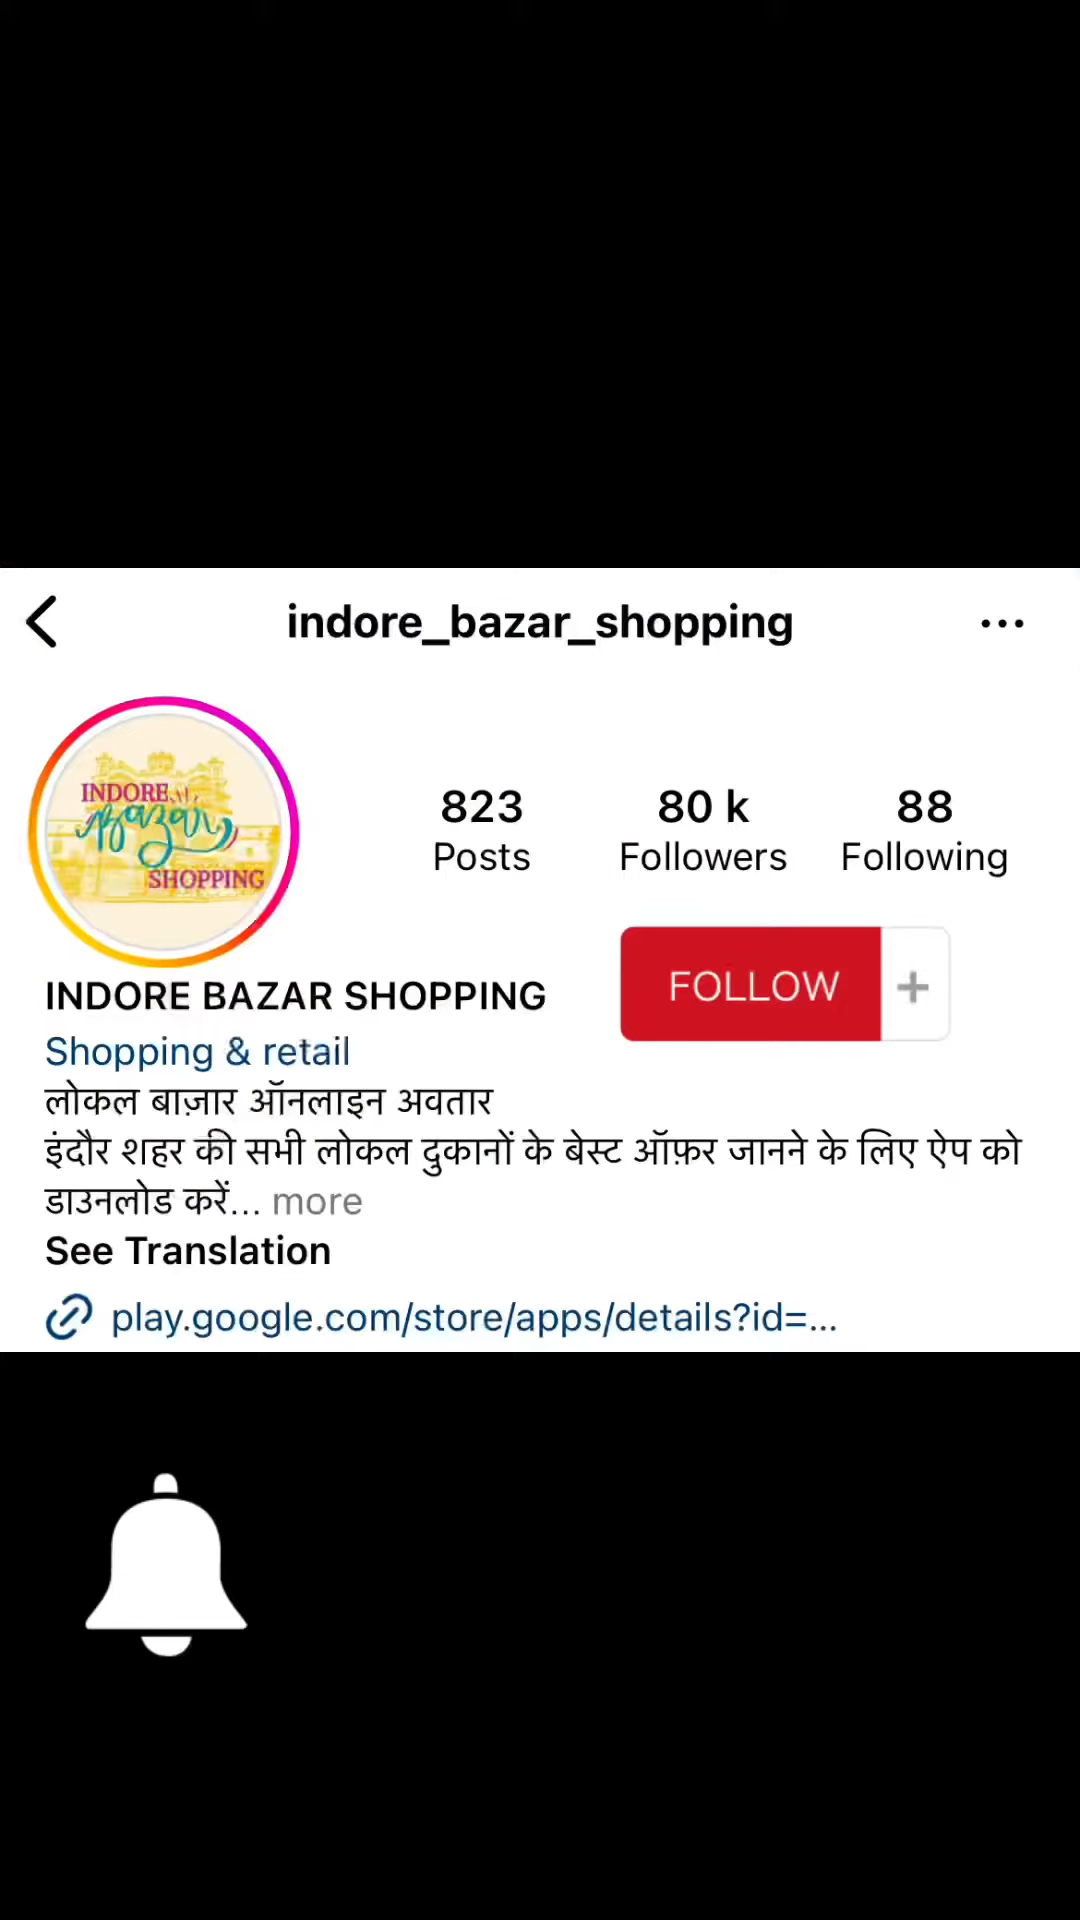 indore_bazar_shopping
INDORE
Bazar
SHOPPING
823
Posts
80 k
Followers
88
Following
FOLLOW +
INDORE BAZAR SHOPPING
Shopping & retail
लोकल बाज़ार ऑनलाइन अवतार
इंदौर शहर की सभी लोकल दुकानों के बेस्ट ऑफ़र जानने के लिए ऐप को
डाउनलोड करें... more
See Translation
play.google.com/store/apps/details?id=...